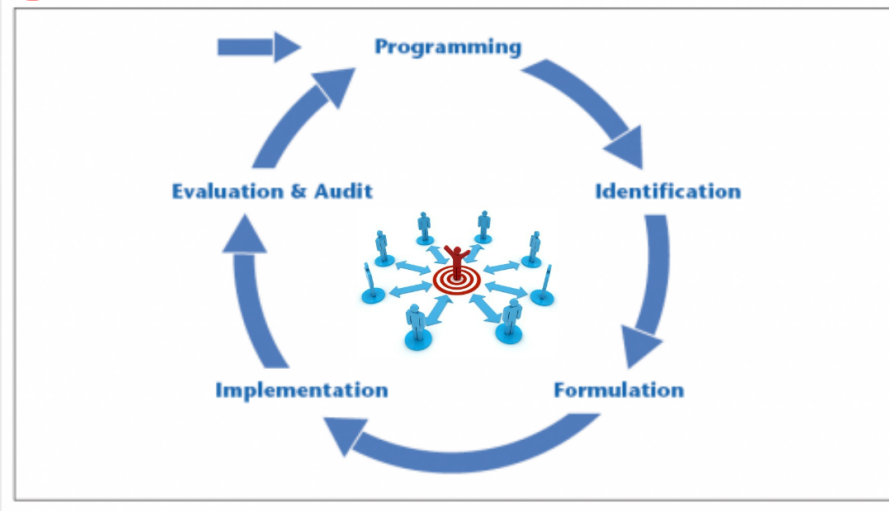 Programming
Identification
Formulation
Implementation
Evaluation & Audit